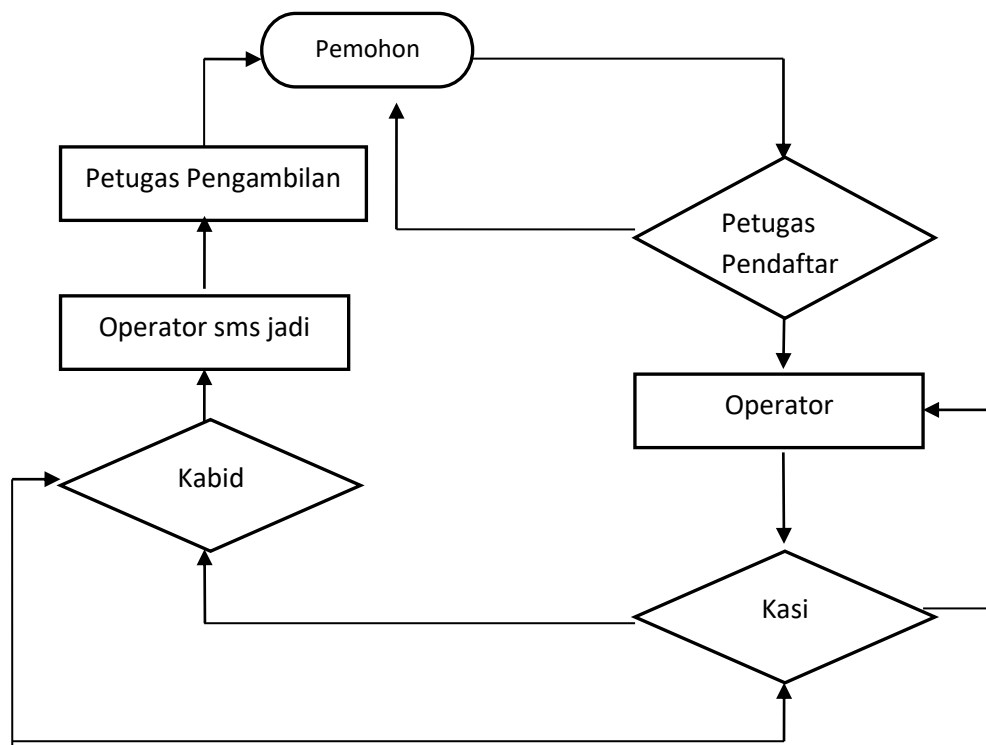 Pemohon
Petugas Pengambilan
Petugas
Pendaftar
Operator sms jadi
Operator
Kabid
Kasi